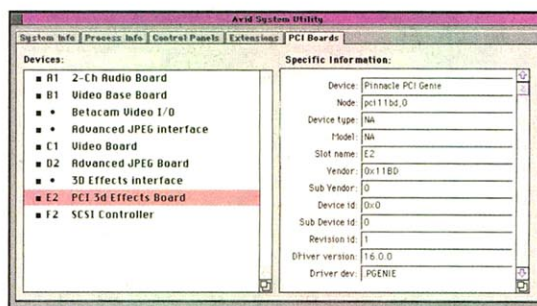 Avid System Utility
System Info Process Info Control Panels Extensions PCI Boards
Devices:
A1 2-Ch Audio Board
B1 Video Base Board
• Betacam Video I/O
• Advanced JPEG interface
C1 Video Board
D2 Advanced JPEG Board
• 3D Effects interface
E2 PCI 3d Effects Board
F2 SCSI Controller
Specific Information:
Device: Pinnacle PCI Genie
Node: pci11bd,0
Device type: NA
Model: NA
Slot name: E2
Vendor: 0x11BD
Sub Vendor: 0
Device id: 0x0
Sub Device id: 0
Revision id: 1
Driver version: 16.0.0
Driver dev: .PGENIE